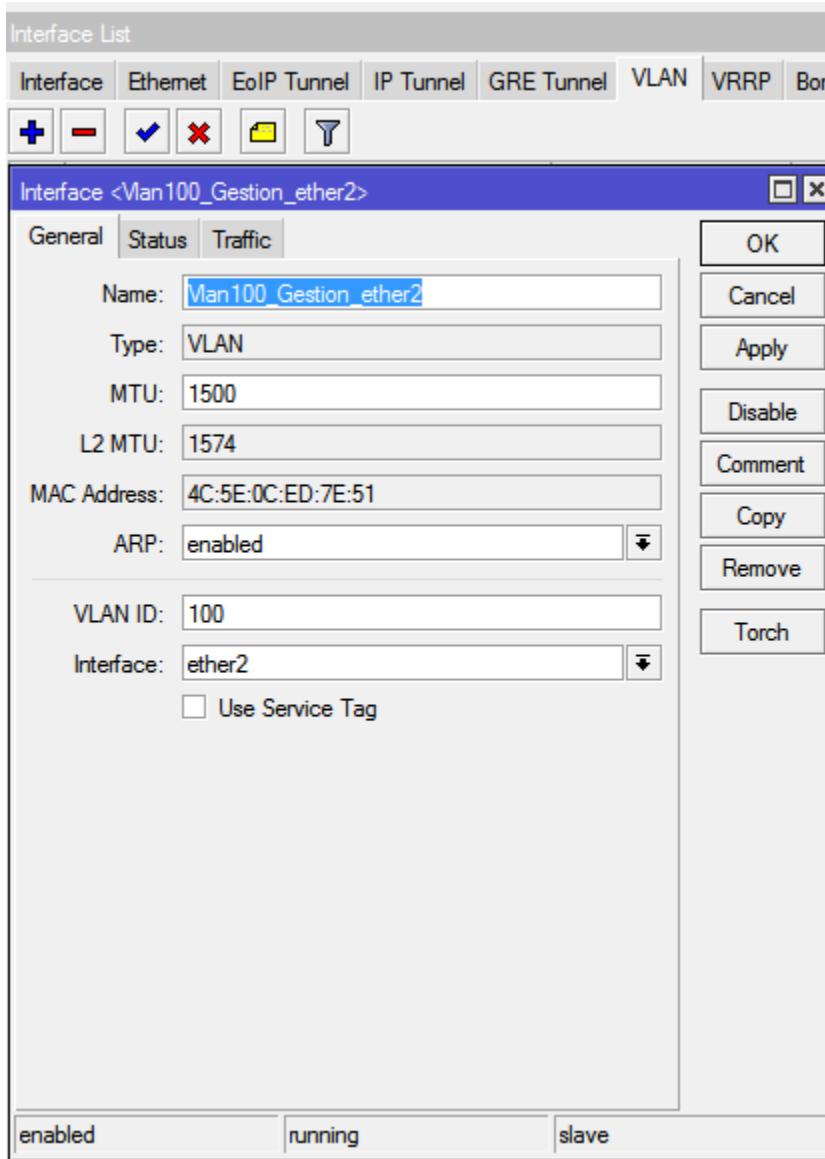 Interface List
Interface Ethernet EoIP Tunnel IP Tunnel GRE Tunnel VLAN VRRP
Interface <Vlan100_Gestion_ether2>
General Status Traffic
OK
Name: Vlan100_Gestion_ether2
Cancel
Type: VLAN
Apply
MTU: 1500
Disable
L2 MTU: 1574
Comment
MAC Address: 4C:5E:0C:ED:7E:51
Copy
ARP: enabled
Remove
VLAN ID: 100
Torch
Interface: ether2
Use Service Tag
enabled running slave